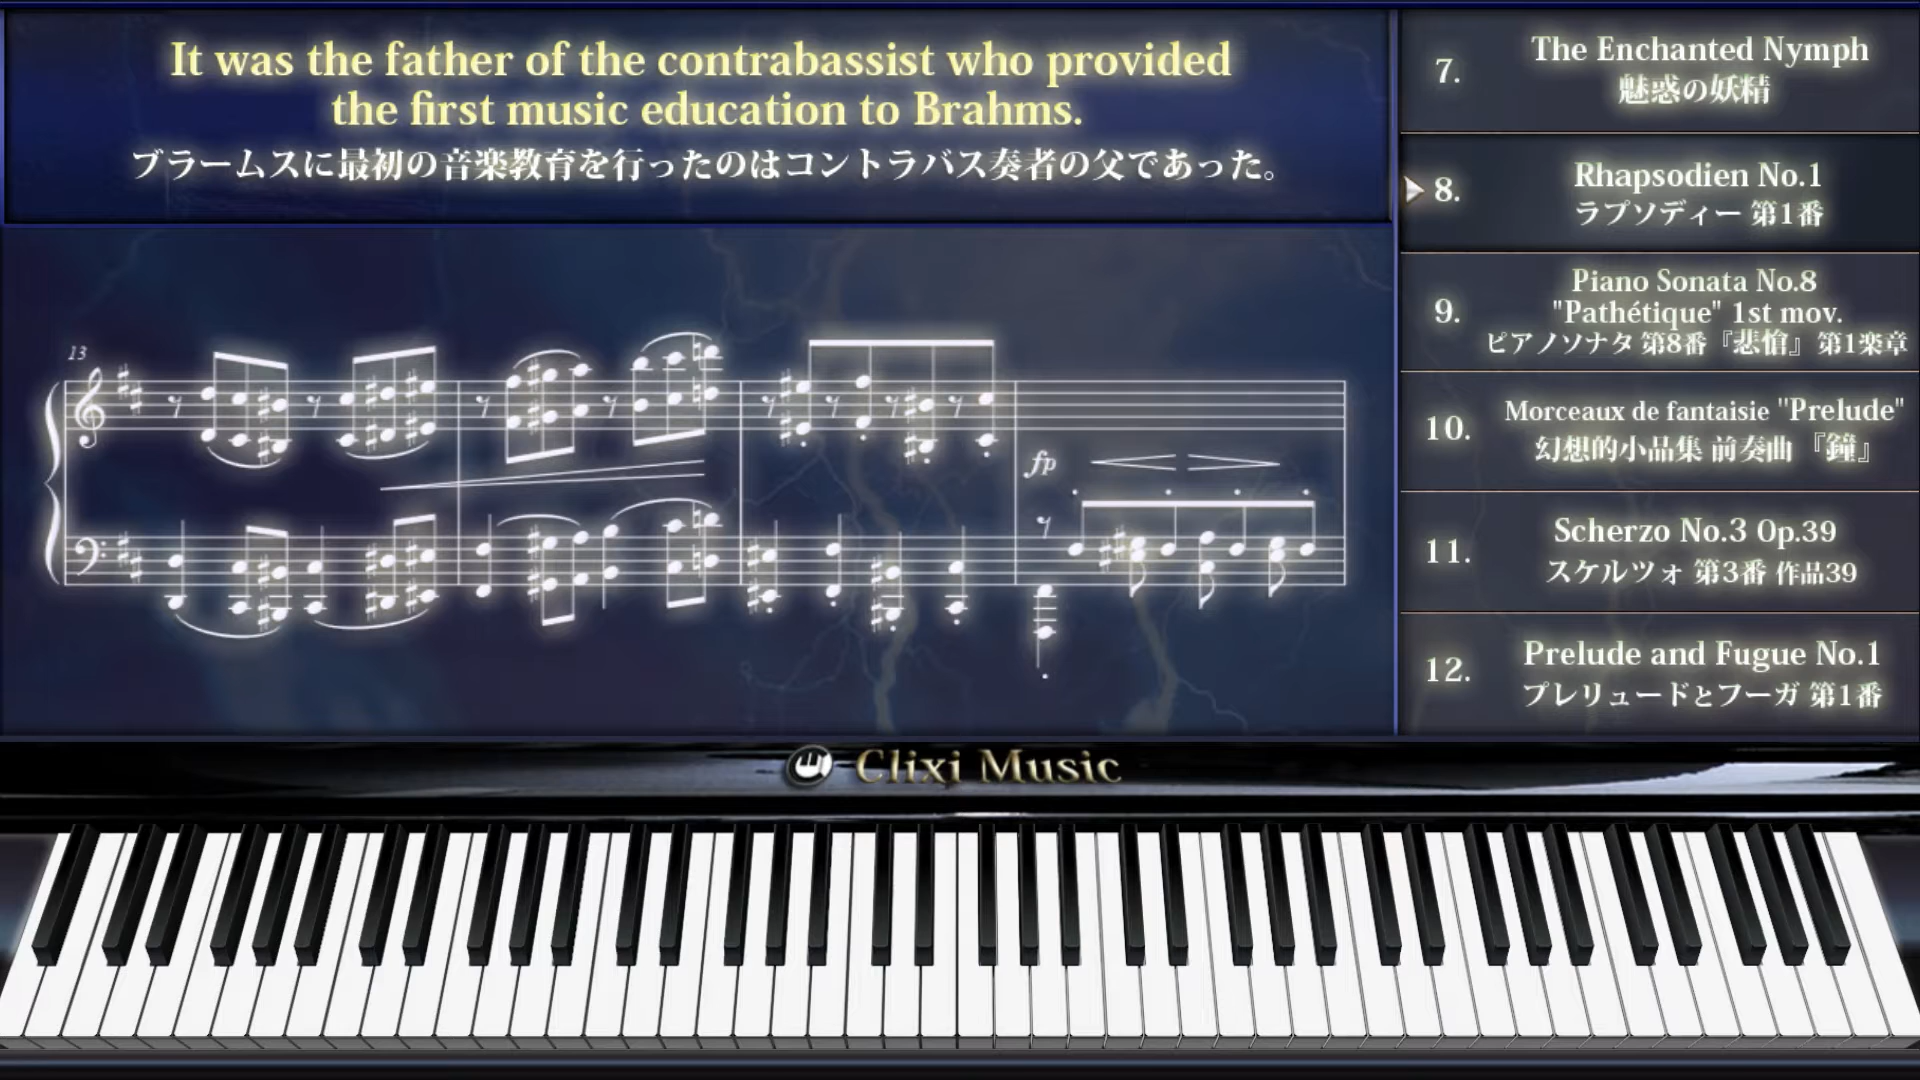 It was the father of the contrabassist who provided
the first music education to Brahms.
ブラームスに最初の音楽教育を行ったのはコントラバス奏者の父であった。
13
fp
7.
The Enchanted Nymph
魅惑の妖精
8.
Rhapsodien No.1
ラプソディー 第1番
9.
Piano Sonata No.8
"Pathétique" 1st mov.
ピアノソナタ 第8番『悲愴』第1楽章
10.
Morceaux de fantaisie "Prelude"
幻想的小品集 前奏曲 『鐘』
11.
Scherzo No.3 Op.39
スケルツォ 第3番 作品39
12.
Prelude and Fugue No.1
プレリュードとフーガ 第1番
Clixi Music